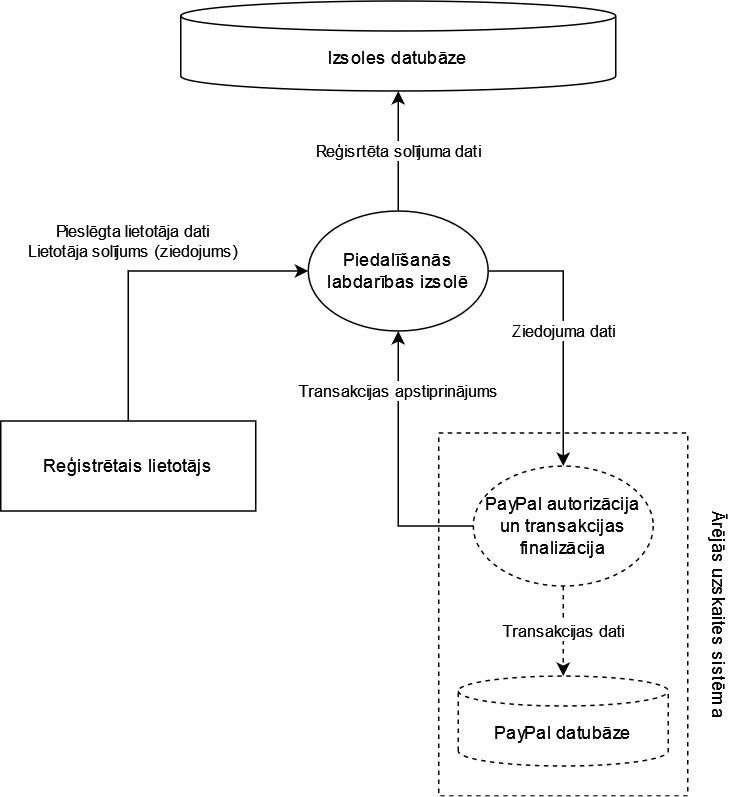 Izsoles datubāze
Reģisrtēta solījuma dati
Pieslēgta lietotāja dati
Lietotāja solījums (ziedojums)
Piedalīšanās
labdarības izsolē
Ziedojuma dati
Transakcijas apstiprinājums
Reģistrētais lietotājs
PayPal autorizācija
un transakcijas
finalizācija
Ārējās uzskaites sistēma
Transakcijas dati
PayPal datubāze